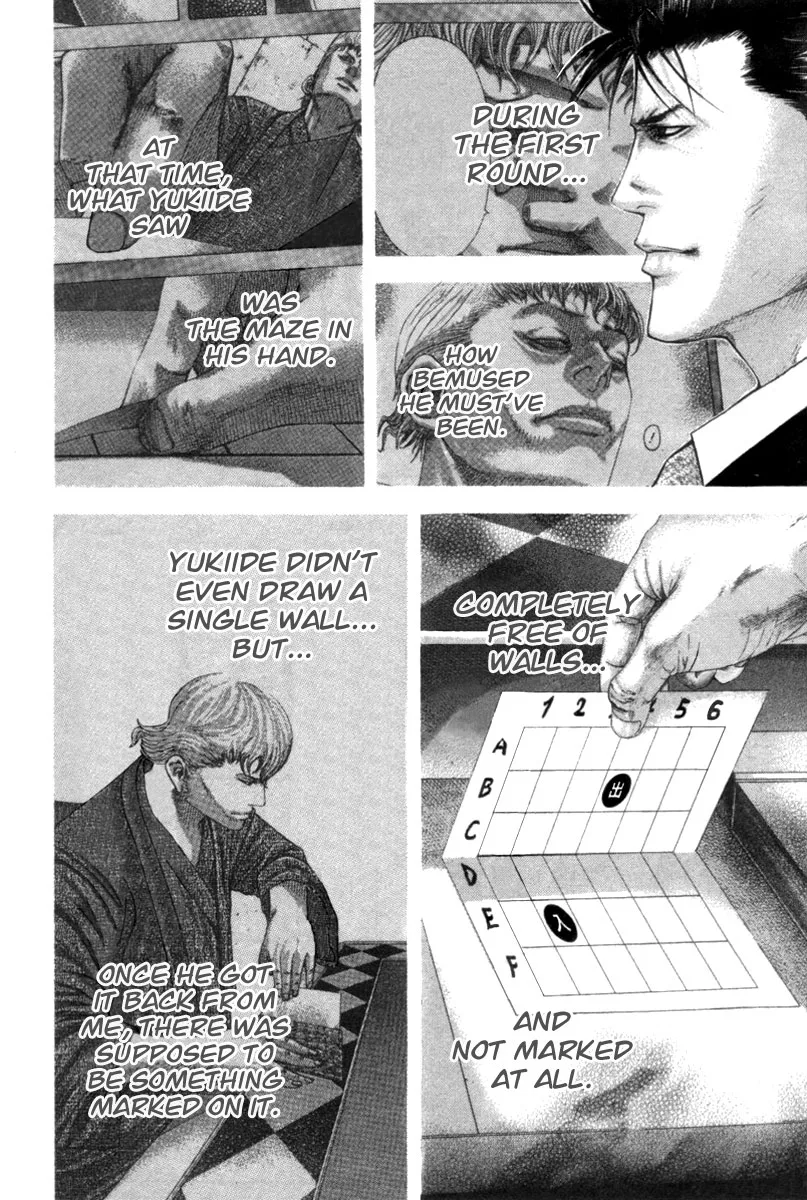 DURING
THE FIRST
ROUND...
HOW
BEMUSED
HE MUST'VE
BEEN.
AT
THAT TIME,
WHAT YUKIIDE
SAW
WAS
THE MAZE IN
HIS HAND.
COMPLETELY
FREE OF
WALLS...
1 2 3 4 5 6
A
B 出
C
D
E 入
F
AND
NOT MARKED
AT ALL.
YUKIIDE DIDN'T
EVEN DRAW A
SINGLE WALL...
BUT...
ONCE HE GOT
IT BACK FROM
ME, THERE WAS
SUPPOSED TO
BE SOMETHING
MARKED ON IT.